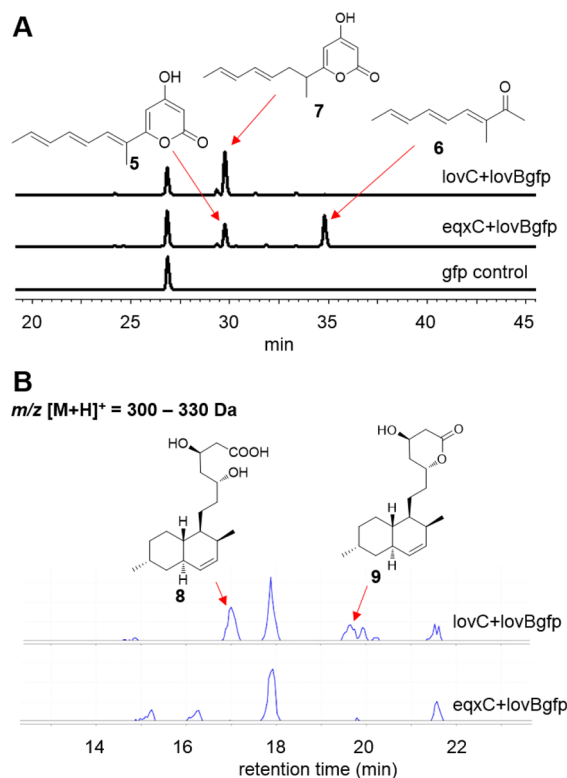 A
OH
O
O
7
OH
O
O
5
O
6
lovC+lovBgfp
eqxC+lovBgfp
gfp control
20 25 30 35 40 45
min
B
m/z [M+H]+ = 300 – 330 Da
HO
COOH
OH
H
H
8
HO
O
O
H
H
9
lovC+lovBgfp
eqxC+lovBgfp
14 16 18 20 22
retention time (min)